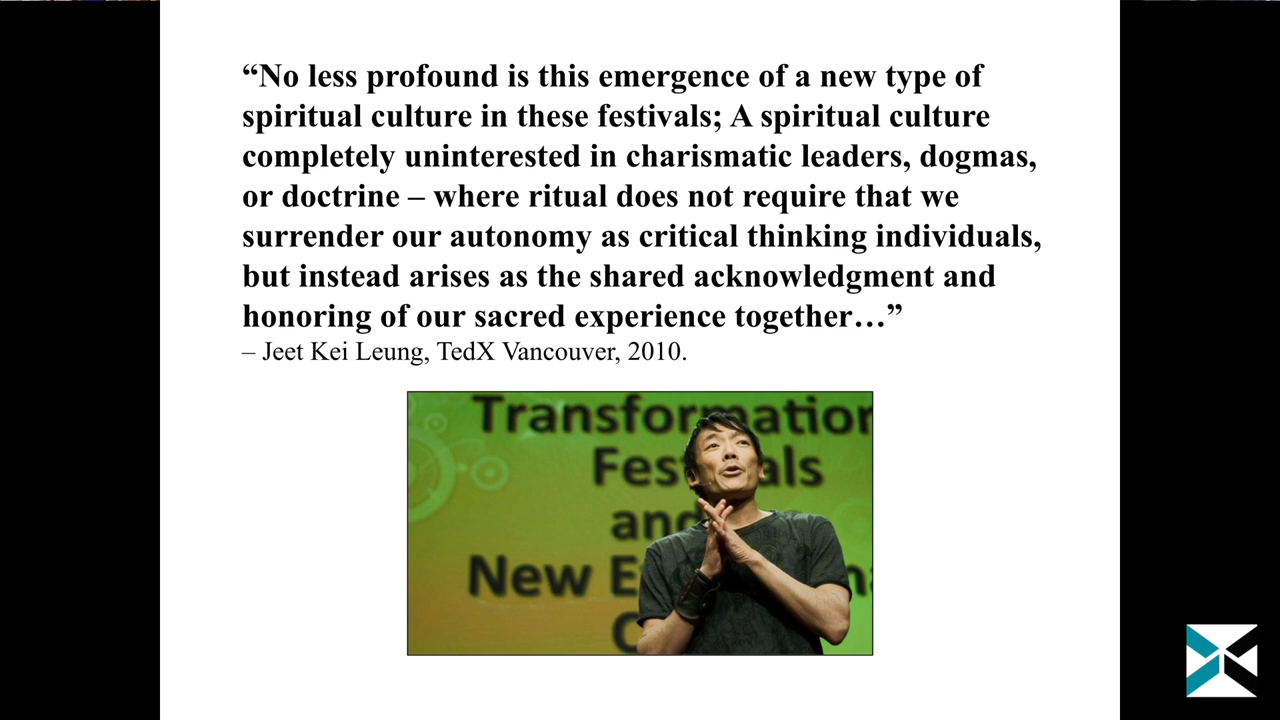 “No less profound is this emergence of a new type of
spiritual culture in these festivals; A spiritual culture
completely uninterested in charismatic leaders, dogmas,
or doctrine – where ritual does not require that we
surrender our autonomy as critical thinking individuals,
but instead arises as the shared acknowledgment and
honoring of our sacred experience together…”
– Jeet Kei Leung, TedX Vancouver, 2010.
Transformation
and
New